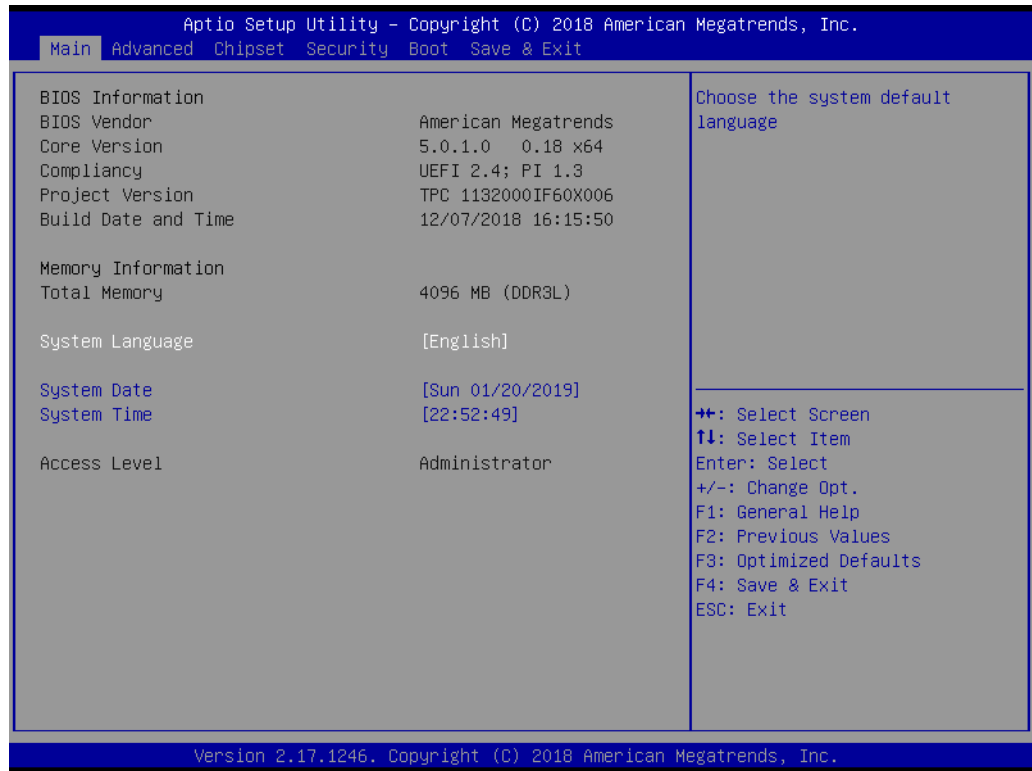 Aptio Setup Utility – Copyright (C) 2018 American Megatrends, Inc.
Main Advanced Chipset Security Boot Save & Exit
BIOS Information
BIOS Vendor American Megatrends
Core Version 5.0.1.0 0.18 x64
Compliancy UEFI 2.4; PI 1.3
Project Version TPC 1132000IF60X006
Build Date and Time 12/07/2018 16:15:50
Memory Information
Total Memory 4096 MB (DDR3L)
System Language [English]
System Date [Sun 01/20/2019]
System Time [22:52:49]
Access Level Administrator
Choose the system default
language
→←: Select Screen
↑↓: Select Item
Enter: Select
+/-: Change Opt.
F1: General Help
F2: Previous Values
F3: Optimized Defaults
F4: Save & Exit
ESC: Exit
Version 2.17.1246. Copyright (C) 2018 American Megatrends, Inc.